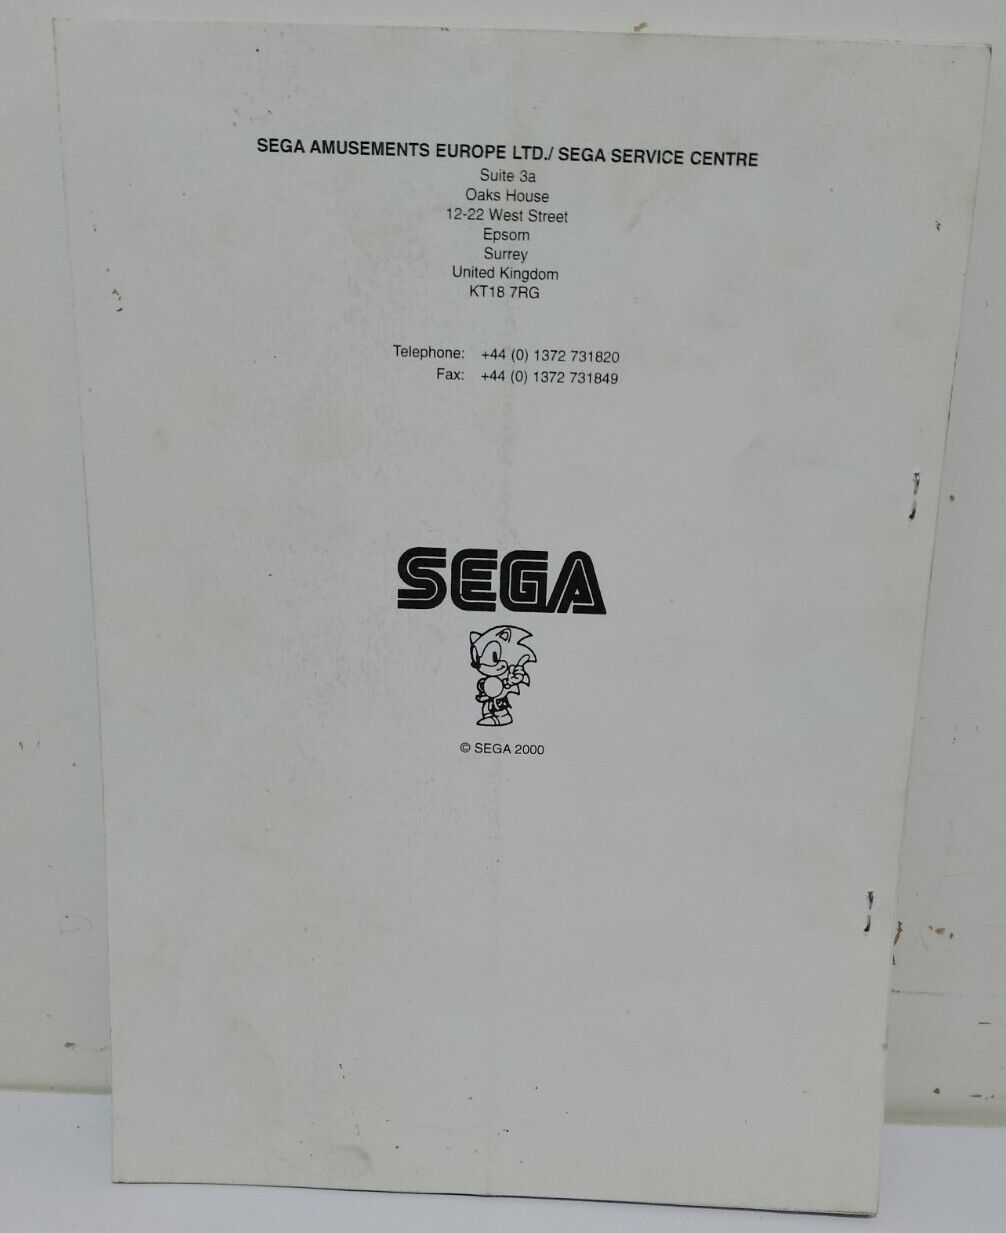 SEGA AMUSEMENTS EUROPE LTD./ SEGA SERVICE CENTRE
Suite 3a
Oaks House
12-22 West Street
Epsom
Surrey
United Kingdom
KT18 7RG
Telephone: +44 (0) 1372 731820
Fax: +44 (0) 1372 731849
SEGA
© SEGA 2000